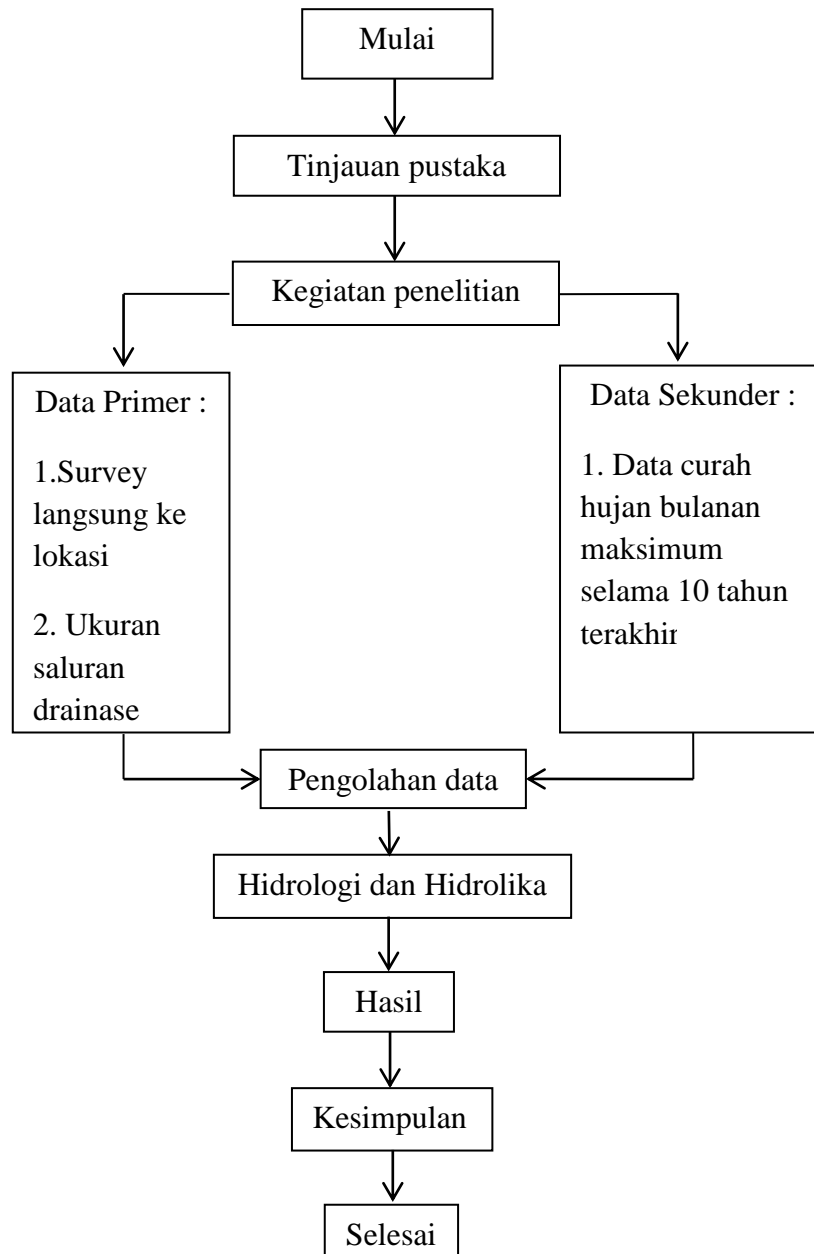 Mulai
Tinjauan pustaka
Kegiatan penelitian
Data Primer :
1.Survey
langsung ke
lokasi
2. Ukuran
saluran
drainase
Data Sekunder :
1. Data curah
hujan bulanan
maksimum
selama 10 tahun
terakhir
Pengolahan data
Hidrologi dan Hidrolika
Hasil
Kesimpulan
Selesai